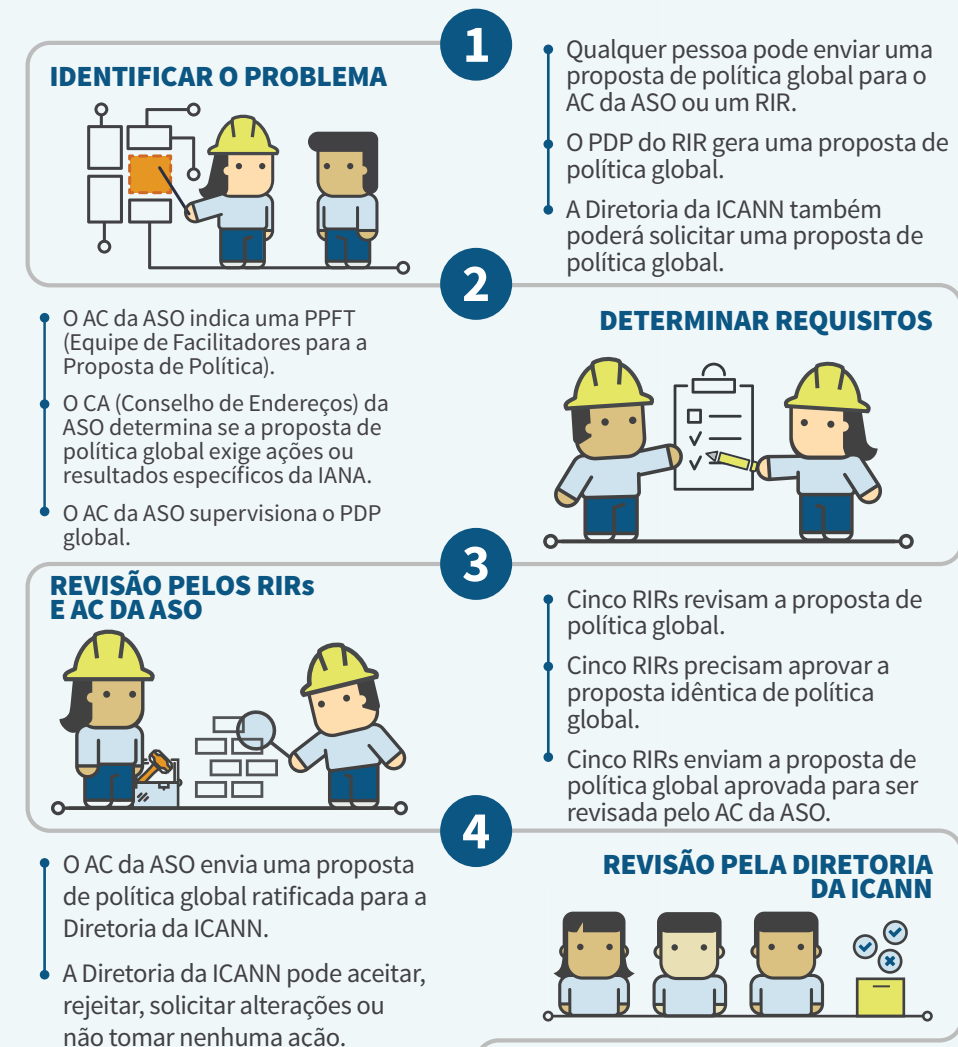 1
IDENTIFICAR O PROBLEMA
Qualquer pessoa pode enviar uma
proposta de política global para o
AC da ASO ou um RIR.
O PDP do RIR gera uma proposta de
política global.
A Diretoria da ICANN também
poderá solicitar uma proposta de
política global.
2
DETERMINAR REQUISITOS
O AC da ASO indica uma PPFT
(Equipe de Facilitadores para a
Proposta de Política).
O CA (Conselho de Endereços) da
ASO determina se a proposta de
política global exige ações ou
resultados específicos da IANA.
O AC da ASO supervisiona o PDP
global.
3
REVISÃO PELOS RIRs
E AC DA ASO
Cinco RIRs revisam a proposta de
política global.
Cinco RIRs precisam aprovar a
proposta idêntica de política
global.
Cinco RIRs enviam a proposta de
política global aprovada para ser
revisada pelo AC da ASO.
4
REVISÃO PELA DIRETORIA
DA ICANN
O AC da ASO envia uma proposta
de política global ratificada para a
Diretoria da ICANN.
A Diretoria da ICANN pode aceitar,
rejeitar, solicitar alterações ou
não tomar nenhuma ação.